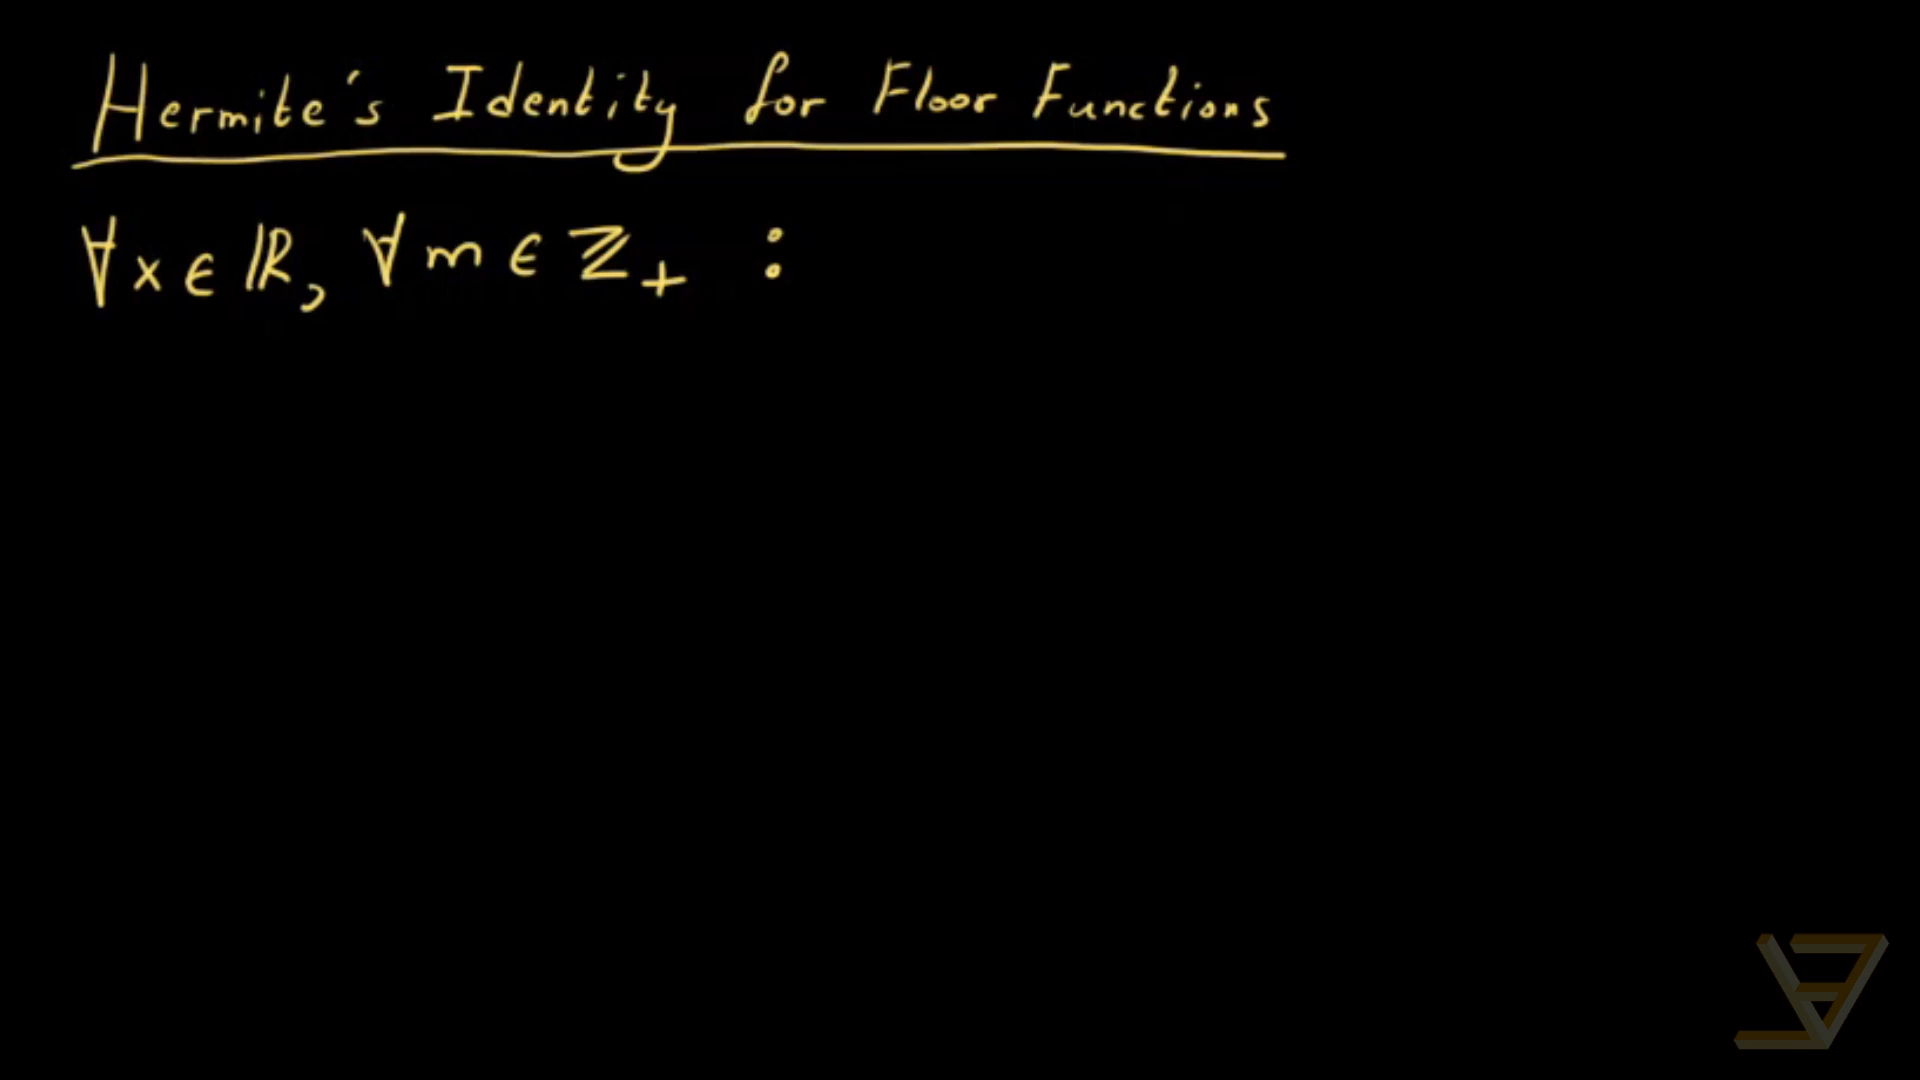 Hermite's Identity for Floor Functions
∀x∈ℝ, ∀m∈ℤ₊ :